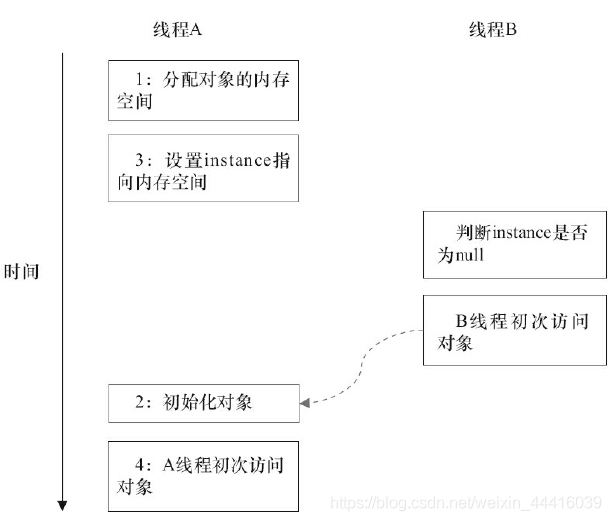 线程A
线程B
1：分配对象的内存
空间
3：设置instance指
向内存空间
判断instance是否
为null
时间
B线程初次访问
对象
2：初始化对象
4：A线程初次访问
对象
https://blog.csdn.net/weixin_44416039